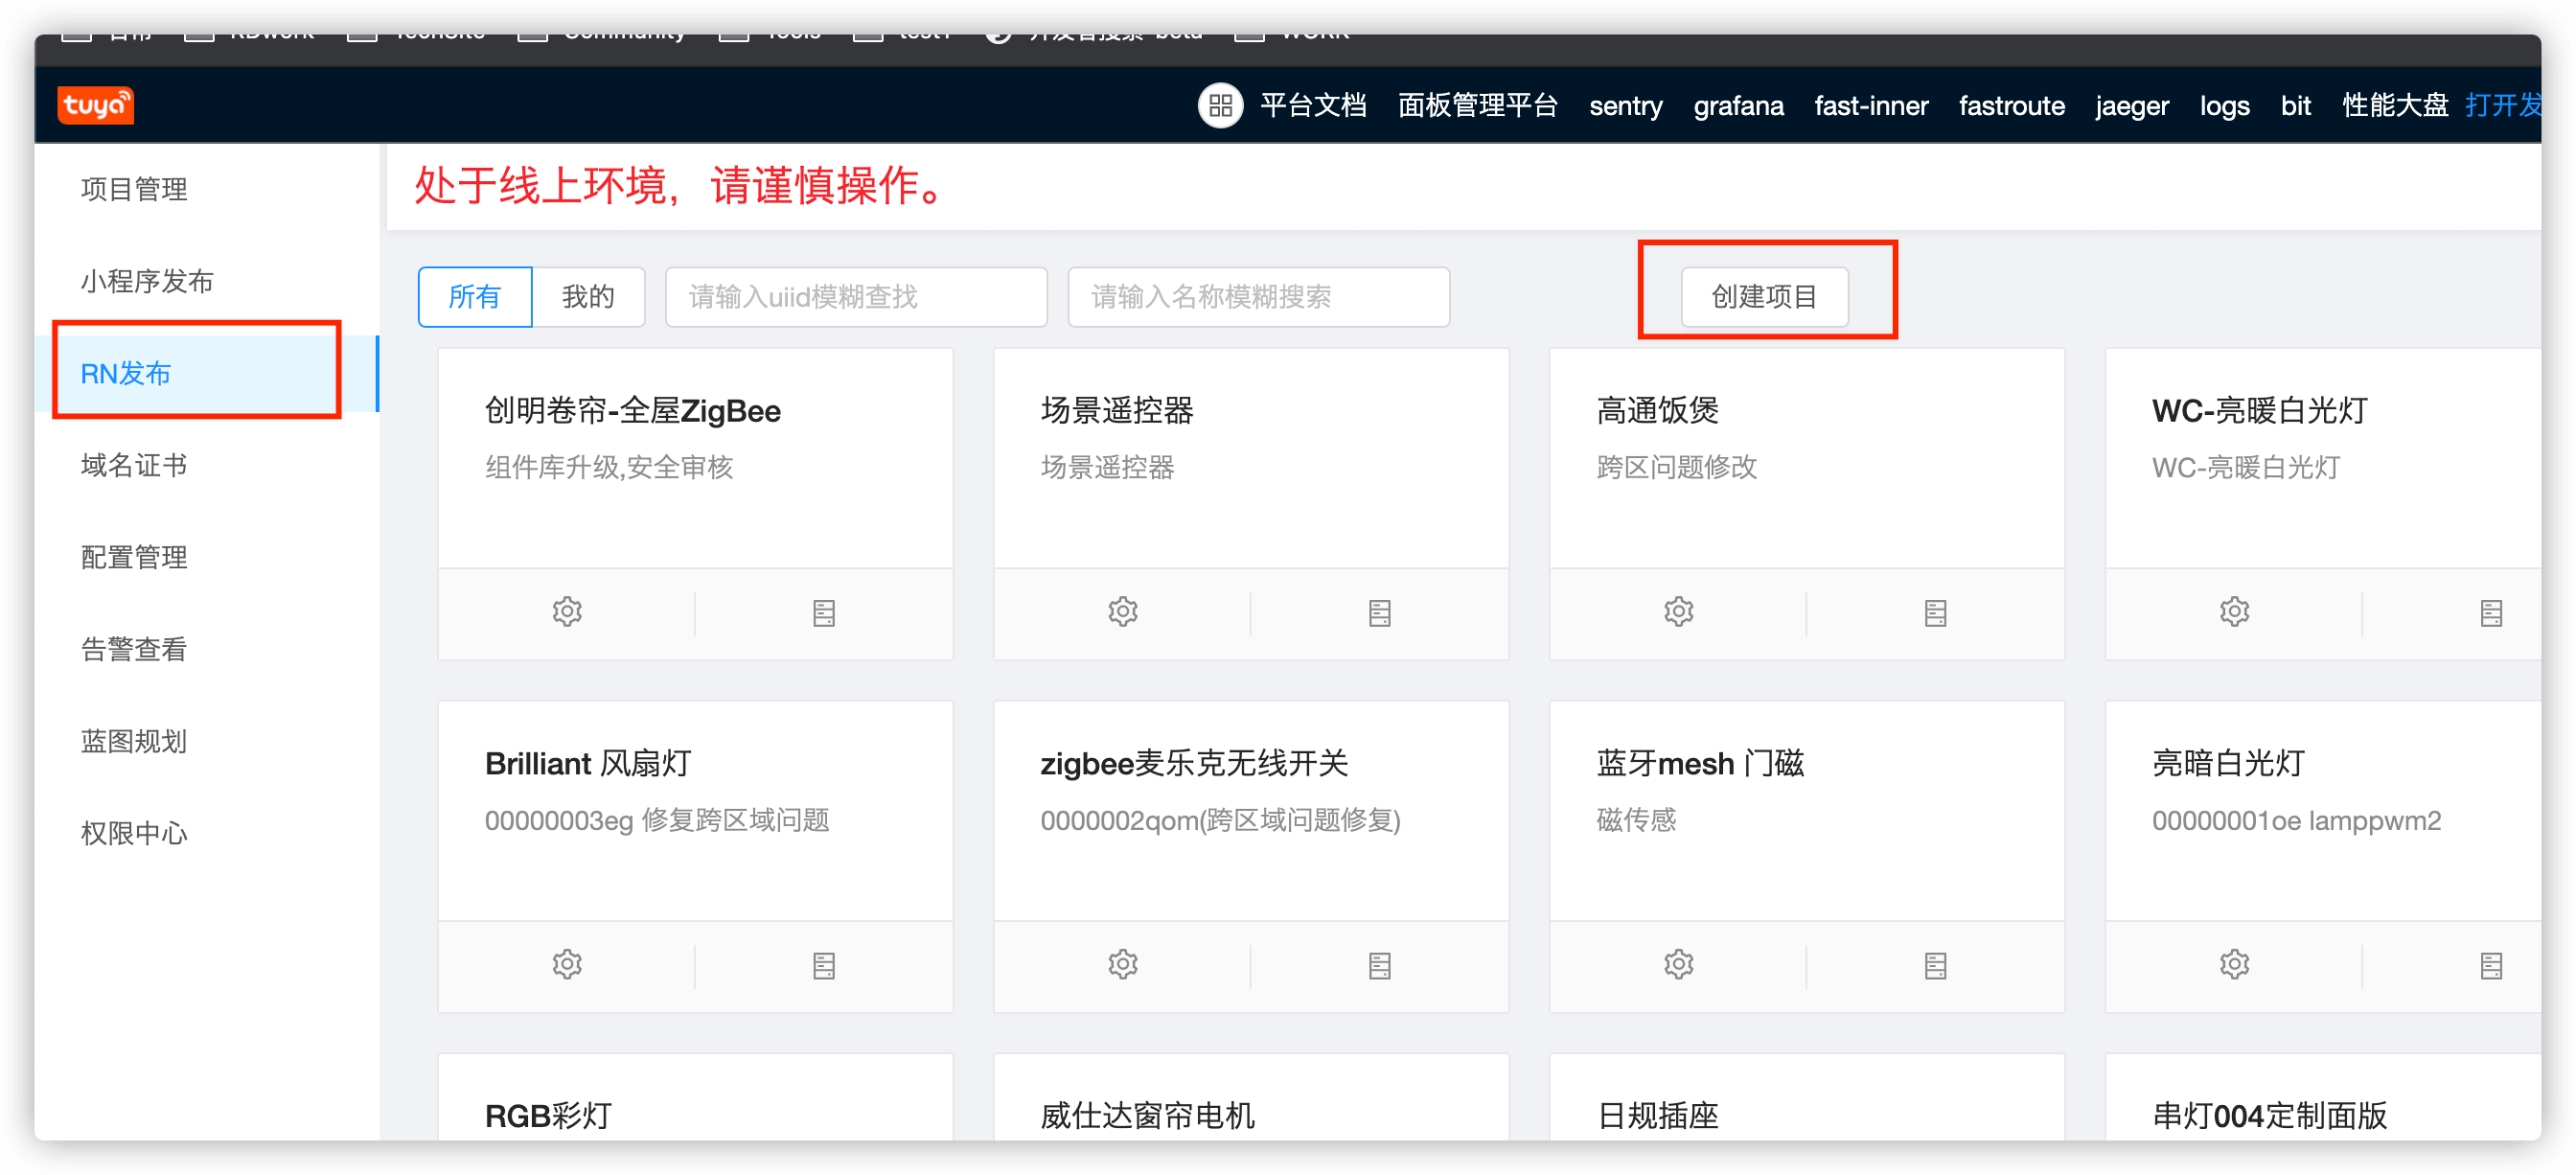 tuya
平台文档 面板管理平台 sentry grafana fast-inner fastroute jaeger logs bit 性能大盘 打开发
项目管理
小程序发布
RN发布
域名证书
配置管理
告警查看
蓝图规划
权限中心
处于线上环境，请谨慎操作。
所有 我的 请输入uiid模糊查找 请输入名称模糊搜索 创建项目
创明卷帘-全屋ZigBee
组件库升级,安全审核
场景遥控器
场景遥控器
高通饭煲
跨区问题修改
WC-亮暖白光灯
WC-亮暖白光灯
Brilliant 风扇灯
00000003eg 修复跨区域问题
zigbee麦乐克无线开关
0000002qom(跨区域问题修复)
蓝牙mesh 门磁
磁传感
亮暗白光灯
00000001oe lamppwm2
RGB彩灯
威仕达窗帘电机
日规插座
串灯004定制面版